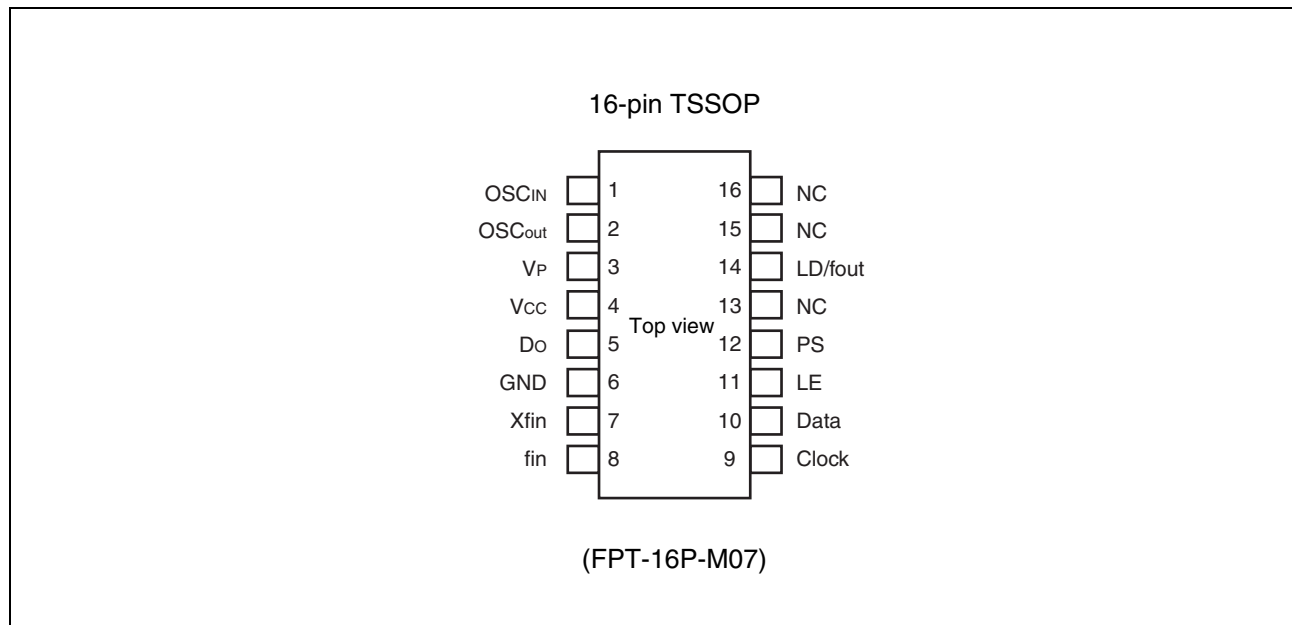 16-pin TSSOP
OSCIN 1 16 NC
OSCout 2 15 NC
VP 3 14 LD/fout
VCC 4 13 NC
Top view
DO 5 12 PS
GND 6 11 LE
Xfin 7 10 Data
fin 8 9 Clock
(FPT-16P-M07)